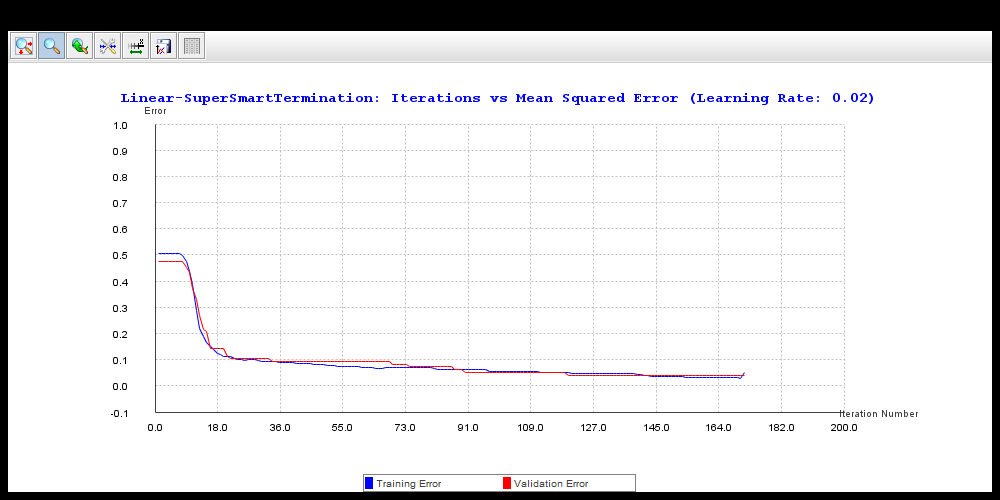 Linear-SuperSmartTermination: Iterations vs Mean Squared Error (Learning Rate: 0.02)
Error
1.0
0.9
0.8
0.7
0.6
0.5
0.4
0.3
0.2
0.1
0.0
-0.1
Iteration Number
0.0 18.0 36.0 55.0 73.0 91.0 109.0 127.0 145.0 164.0 182.0 200.0
Training Error Validation Error